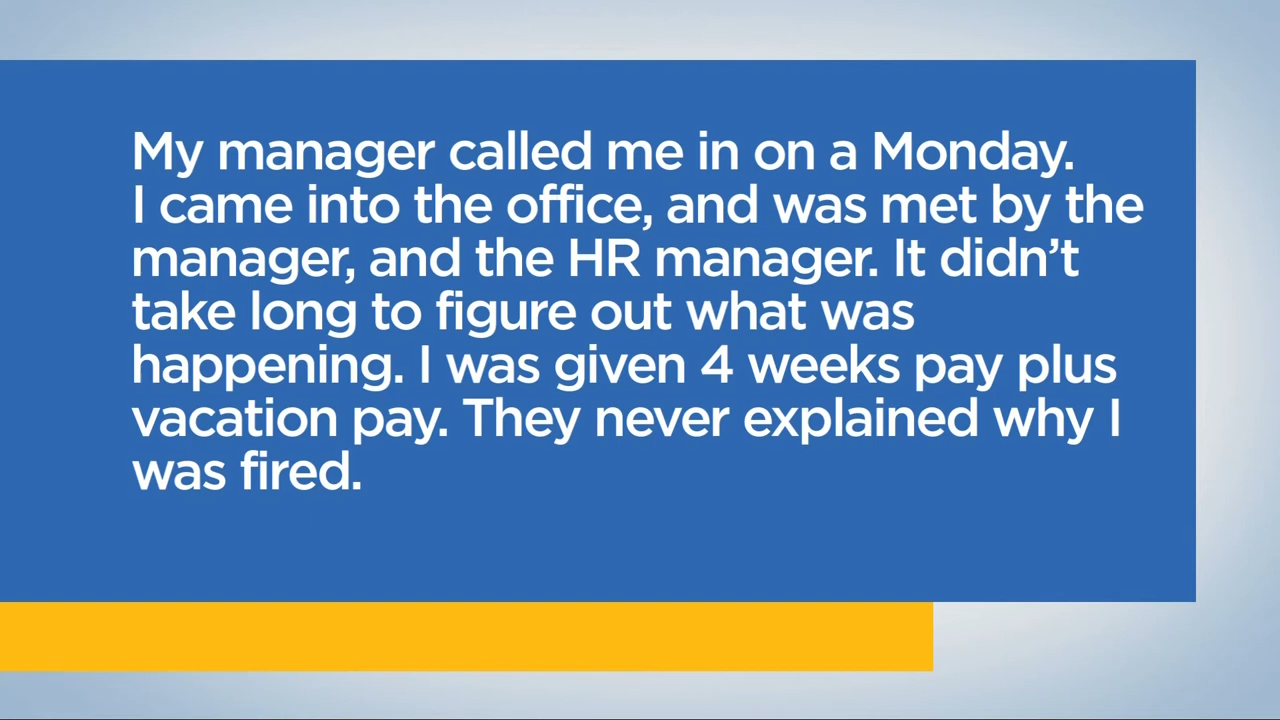 My manager called me in on a Monday.
I came into the office, and was met by the
manager, and the HR manager. It didn’t
take long to figure out what was
happening. I was given 4 weeks pay plus
vacation pay. They never explained why I
was fired.